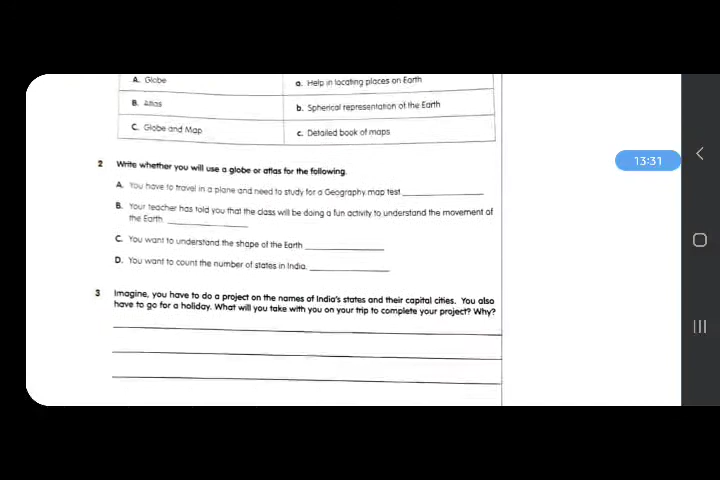 A. Globe
a. Help in locating places on Earth
B. Atlas
b. Spherical representation of the Earth
C. Globe and Map
c. Detailed book of maps
2 Write whether you will use a globe or atlas for the following.
A. You have to travel in a plane and need to study for a Geography map test.
B. Your teacher has told you that the class will be doing a fun activity to understand the movement of
the Earth
C. You want to understand the shape of the Earth
D. You want to count the number of states in India.
3 Imagine, you have to do a project on the names of India's states and their capital cities. You also
have to go for a holiday. What will you take with you on your trip to complete your project? Why?
13:31